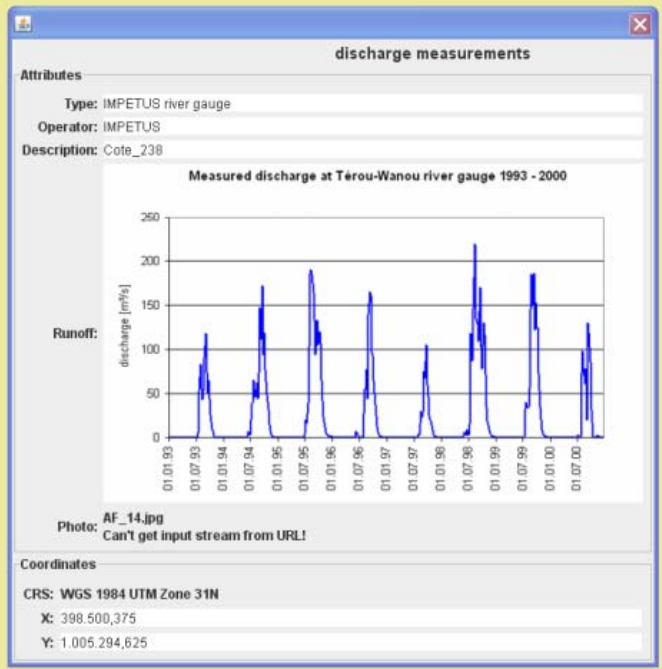 discharge measurements
Attributes
Type: IMPETUS river gauge
Operator: IMPETUS
Description: Cote_238
Measured discharge at Térou-Wanou river gauge 1993 - 2000
Runoff:
discharge [m³/s]
250
200
150
100
50
0
01.01.93
01.07.93
01.01.94
01.07.94
01.01.95
01.07.95
01.01.96
01.07.96
01.01.97
01.07.97
01.01.98
01.07.98
01.01.99
01.07.99
01.01.00
01.07.00
Photo: AF_14.jpg
Can't get input stream from URL!
Coordinates
CRS: WGS 1984 UTM Zone 31N
X: 398.500,375
Y: 1.005.294,625